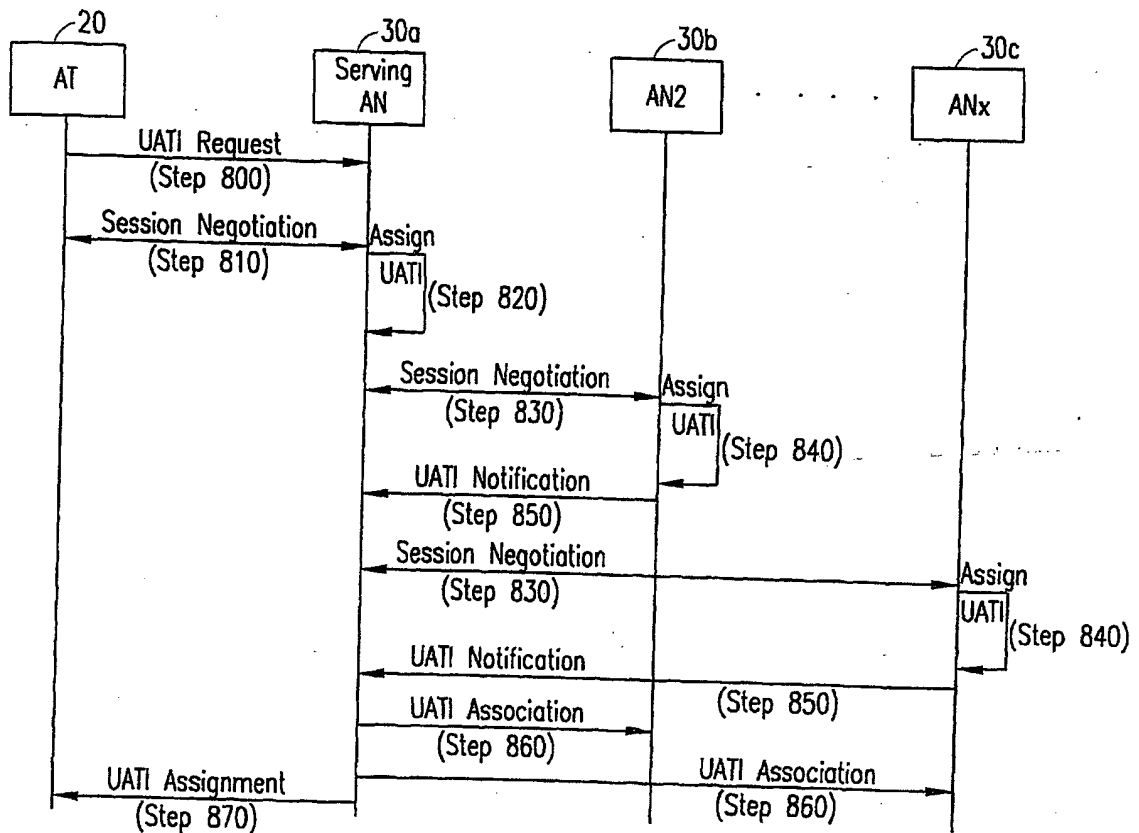 20
30a
30b
30c
AT
Serving
AN
AN2
ANx
UATI Request
(Step 800)
Session Negotiation
(Step 810)
Assign
UATI
(Step 820)
Session Negotiation
(Step 830)
Assign
UATI
(Step 840)
UATI Notification
(Step 850)
Session Negotiation
(Step 830)
Assign
UATI
(Step 840)
UATI Notification
(Step 850)
UATI Association
(Step 860)
UATI Association
(Step 860)
UATI Assignment
(Step 870)